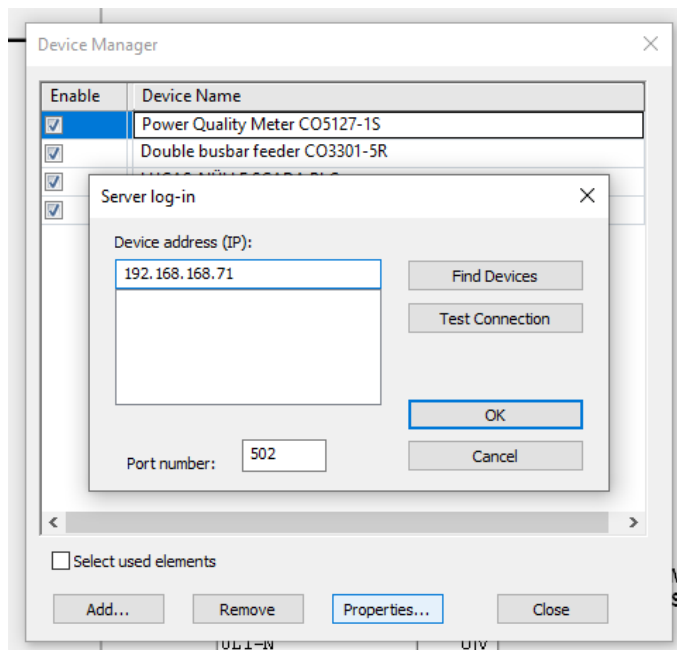 Device Manager
Enable Device Name
Power Quality Meter CO5127-1S
Double busbar feeder CO3301-5R
Server log-in
Device address (IP):
192.168.168.71
Find Devices
Test Connection
OK
Port number: 502
Cancel
Select used elements
Add... Remove Properties... Close